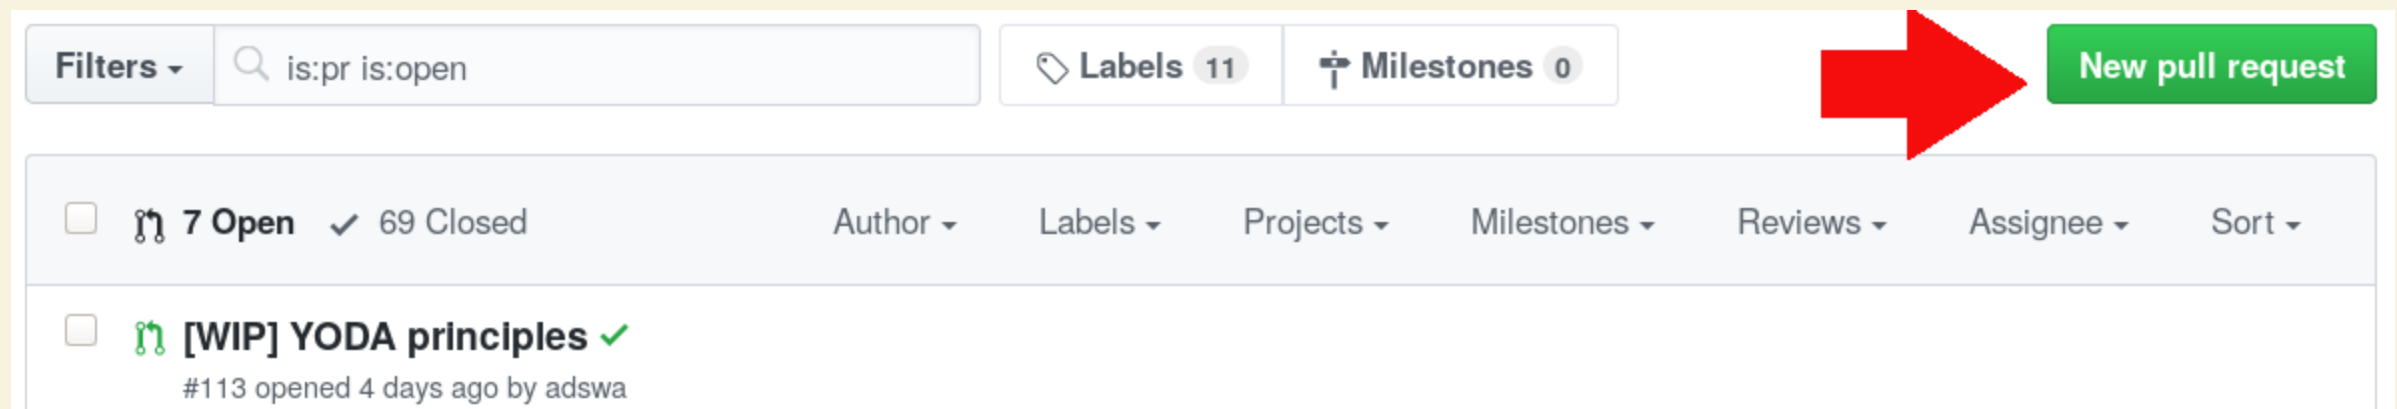 Filters is:pr is:open Labels 11 Milestones 0 New pull request
7 Open 69 Closed Author Labels Projects Milestones Reviews Assignee Sort
[WIP] YODA principles
#113 opened 4 days ago by adswa